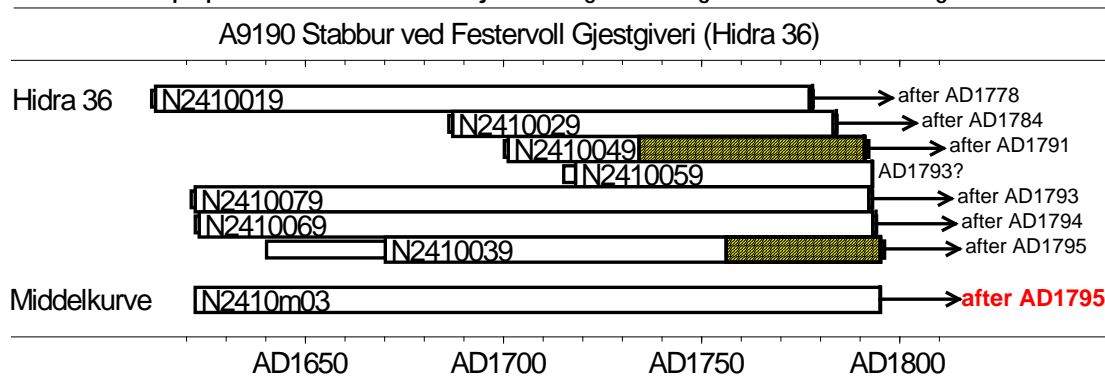 A9190 Stabbur ved Festervoll Gjestgiveri (Hidra 36)
Hidra 36
N2410019 after AD1778
N2410029 after AD1784
N2410049 after AD1791
N2410059 AD1793?
N2410079 after AD1793
N2410069 after AD1794
N2410039 after AD1795
Middelkurve N2410m03 after AD1795
AD1650 AD1700 AD1750 AD1800